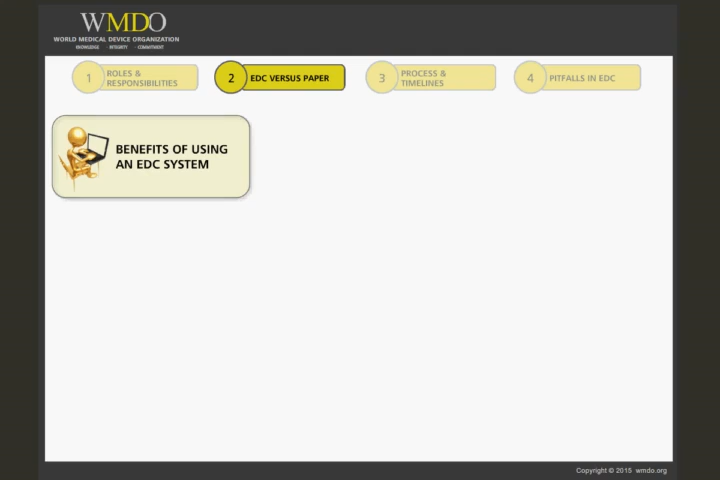 WMDO
WORLD MEDICAL DEVICE ORGANIZATION
KNOWLEDGE - INTEGRITY - COMMITMENT
1 ROLES &
RESPONSIBILITIES
2 EDC VERSUS PAPER
3 PROCESS &
TIMELINES
4 PITFALLS IN EDC
BENEFITS OF USING
AN EDC SYSTEM
Copyright © 2015 wmdo.org